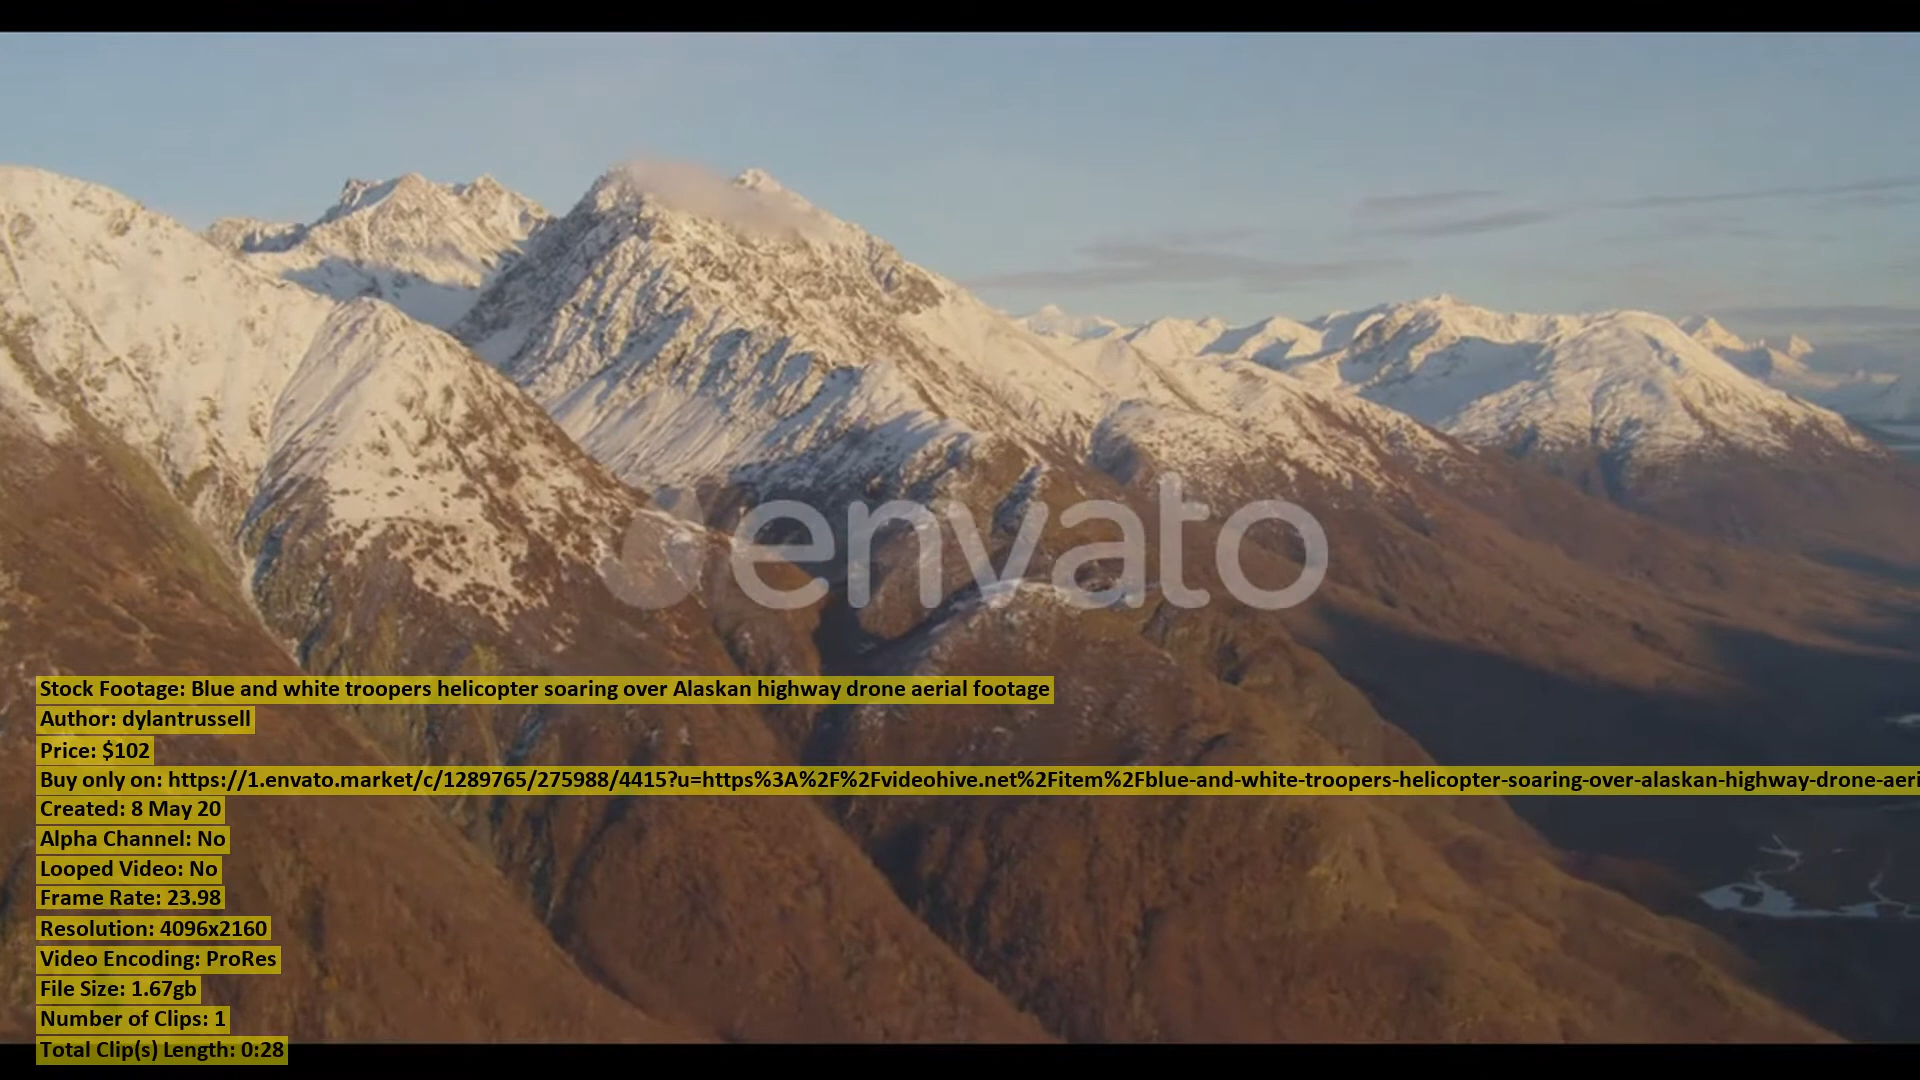 envato
Stock Footage: Blue and white troopers helicopter soaring over Alaskan highway drone aerial footage
Author: dylantrussell
Price: $102
Buy only on: https://1.envato.market/c/1289765/275988/4415?u=https%3A%2F%2Fvideohive.net%2Fitem%2Fblue-and-white-troopers-helicopter-soaring-over-alaskan-highway-drone-aeri
Created: 8 May 20
Alpha Channel: No
Looped Video: No
Frame Rate: 23.98
Resolution: 4096x2160
Video Encoding: ProRes
File Size: 1.67gb
Number of Clips: 1
Total Clip(s) Length: 0:28